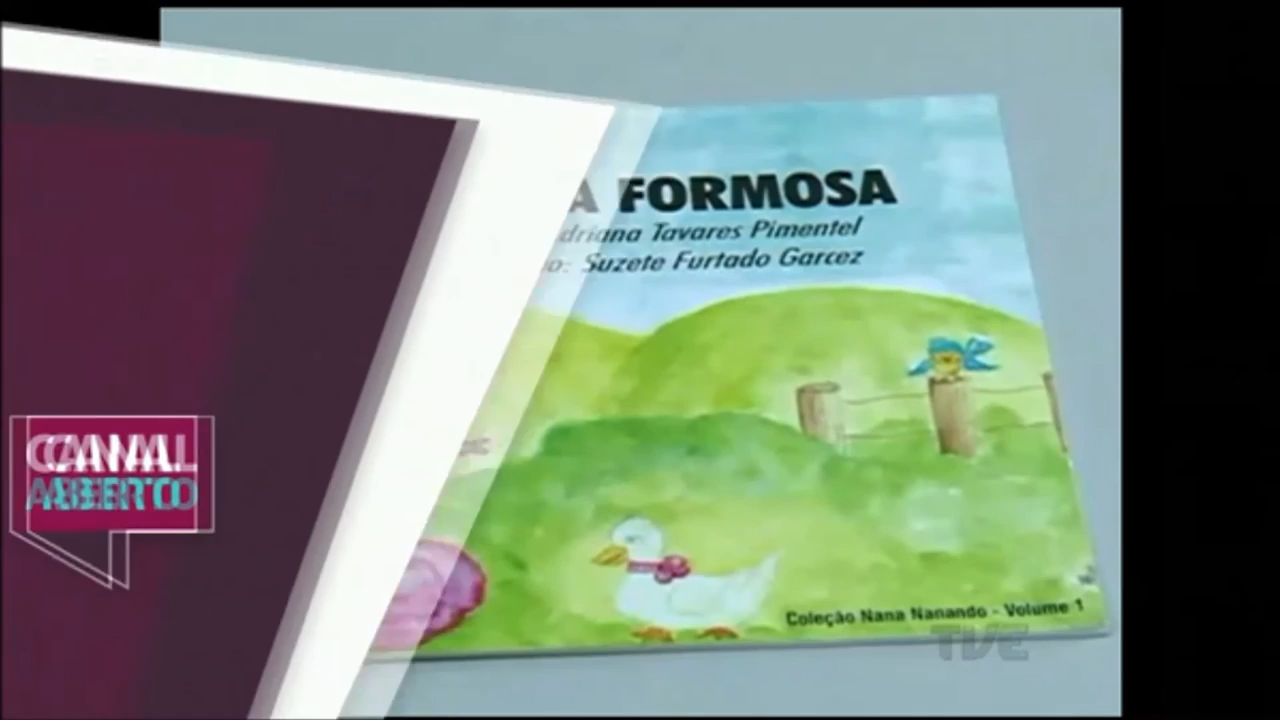 A FORMOSA
driana Tavares Pimentel
o: Suzete Furtado Garcez
CANAL
ABERTO
Coleção Nana Nanando - Volume 1
TVE